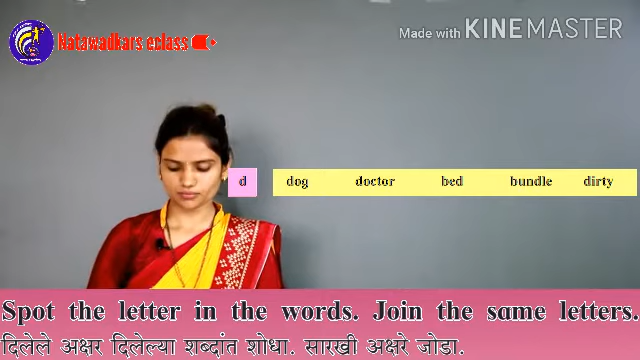 Natawadkars eclass
Made with KINEMASTER
d dog doctor bed bundle dirty
Spot the letter in the words. Join the same letters.
दिलेले अक्षर दिलेल्या शब्दांत शोधा. सारखी अक्षरे जोडा.